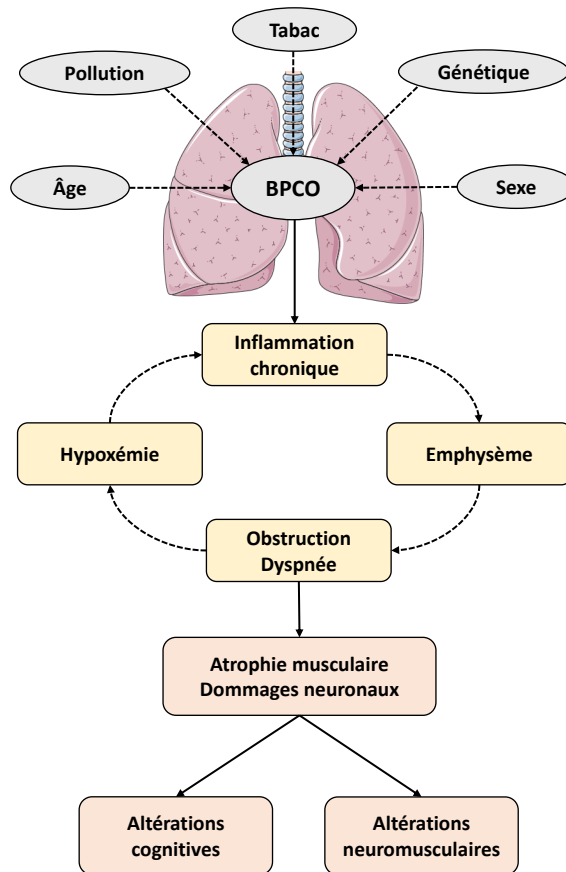 Tabac
Pollution
Génétique
Âge
BPCO
Sexe
Inflammation
chronique
Hypoxémie
Emphysème
Obstruction
Dyspnée
Atrophie musculaire
Dommages neuronaux
Altérations
cognitives
Altérations
neuromusculaires